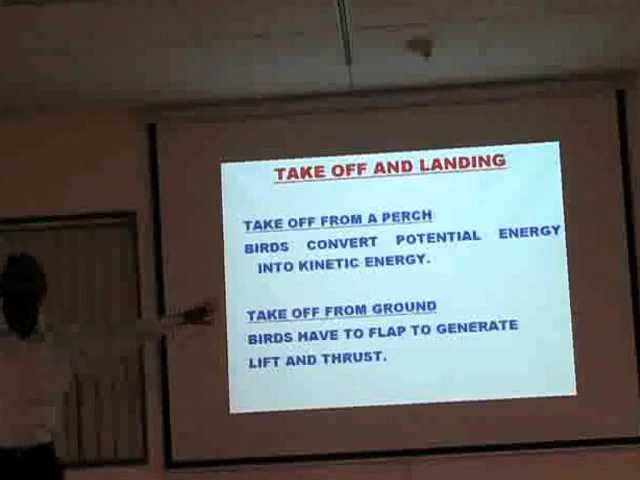 TAKE OFF AND LANDING
TAKE OFF FROM A PERCH
BIRDS CONVERT POTENTIAL ENERGY
INTO KINETIC ENERGY.
TAKE OFF FROM GROUND
BIRDS HAVE TO FLAP TO GENERATE
LIFT AND THRUST.